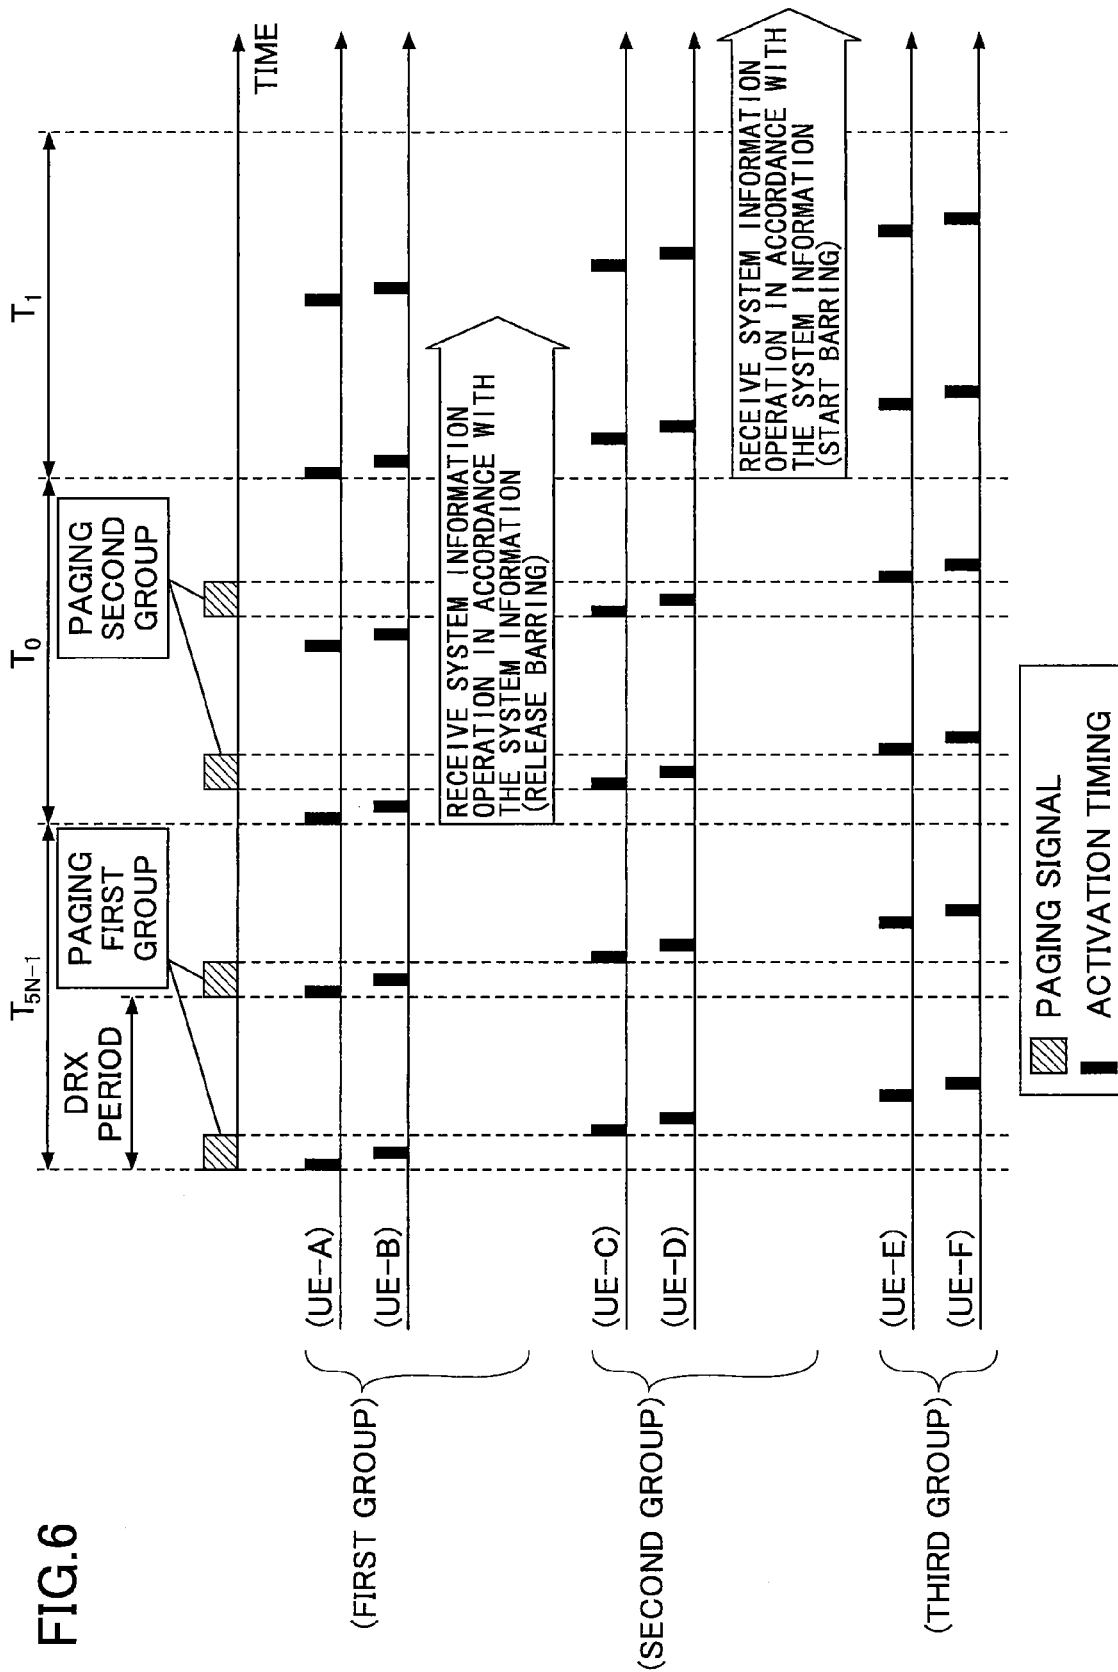 FIG.6
T5N-1
T0
T1
DRX
PERIOD
PAGING
FIRST
GROUP
PAGING
SECOND
GROUP
TIME
(FIRST GROUP)
(UE-A)
(UE-B)
RECEIVE SYSTEM INFORMATION
OPERATION IN ACCORDANCE WITH
THE SYSTEM INFORMATION
(RELEASE BARRING)
(SECOND GROUP)
(UE-C)
(UE-D)
RECEIVE SYSTEM INFORMATION
OPERATION IN ACCORDANCE WITH
THE SYSTEM INFORMATION
(START BARRING)
(THIRD GROUP)
(UE-E)
(UE-F)
PAGING SIGNAL
ACTIVATION TIMING